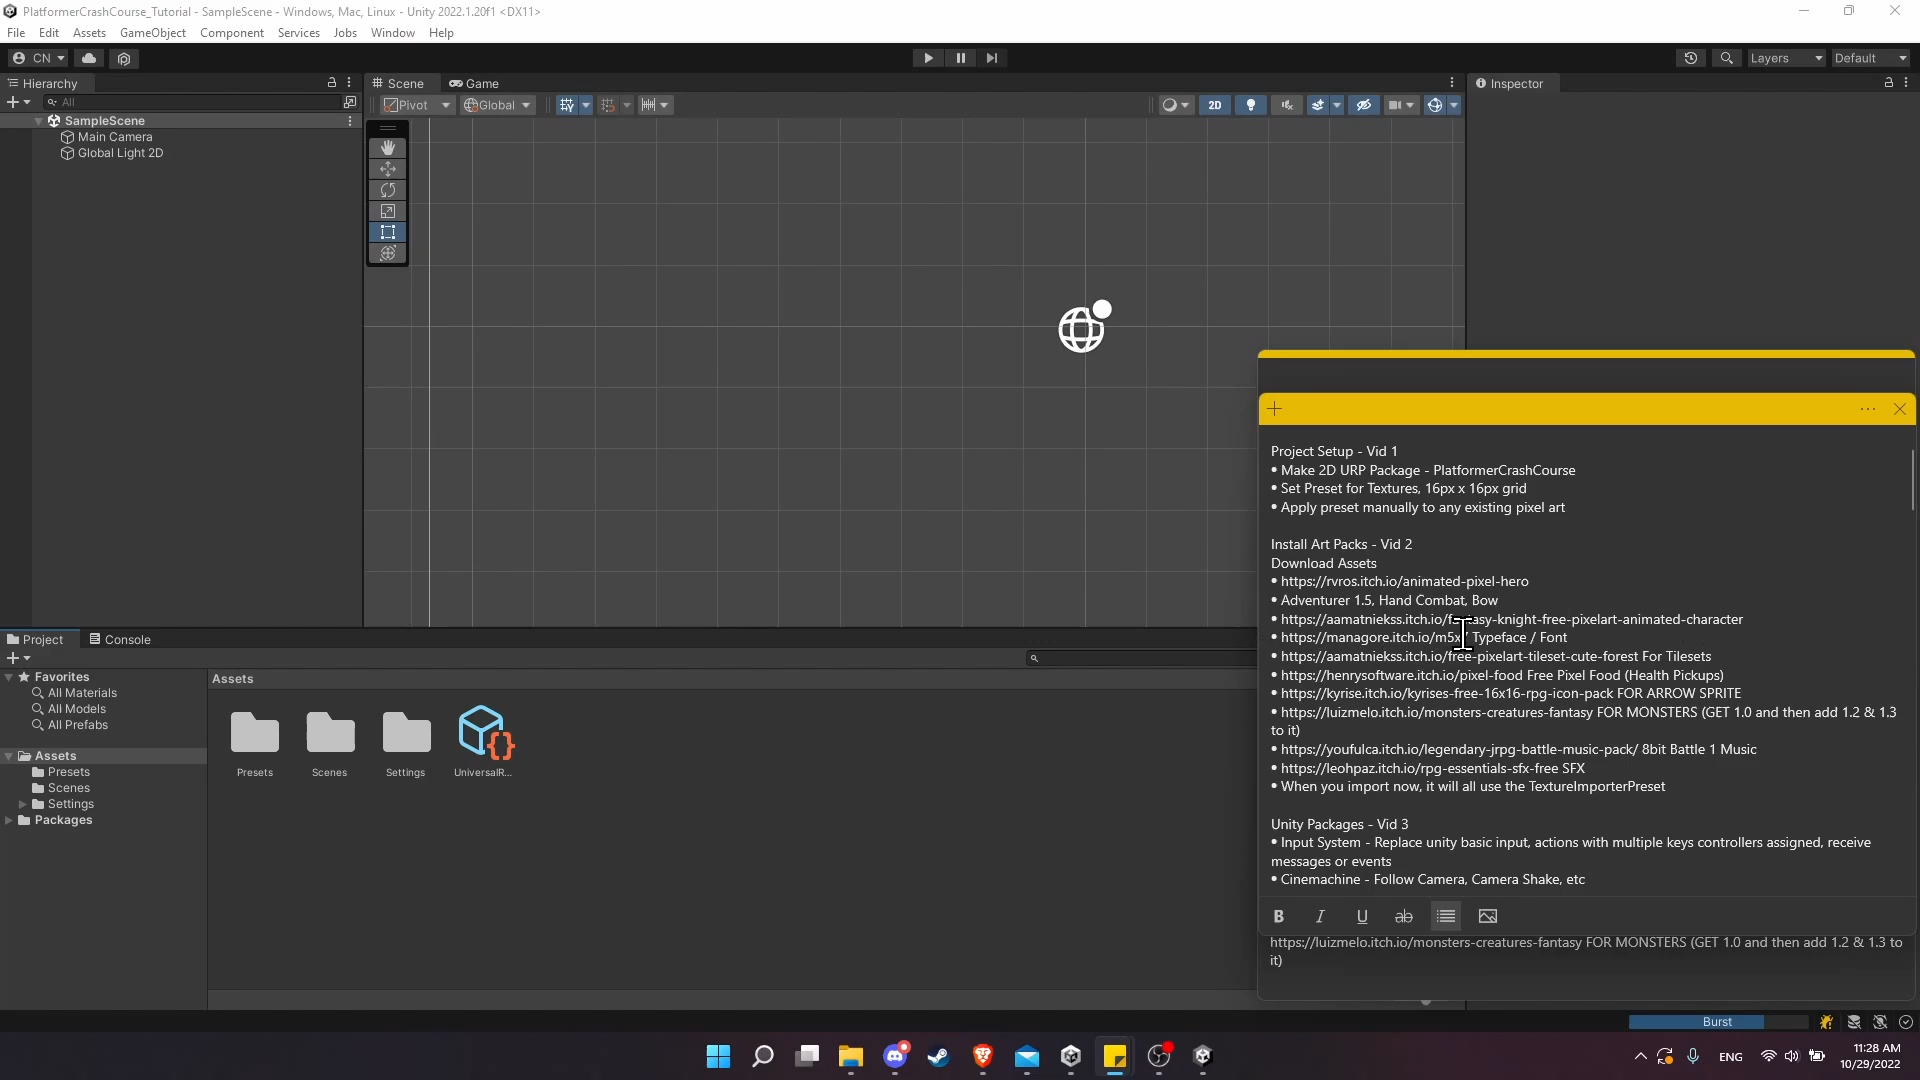 PlatformerCrashCourse_Tutorial - SampleScene - Windows, Mac, Linux - Unity 2022.1.20f1 <DX11>
File Edit Assets GameObject Component Services Jobs Window Help
CN
Layers
Default
Hierarchy
All
SampleScene
Main Camera
Global Light 2D
Scene
Game
Pivot
Global
2D
Inspector
Project Setup - Vid 1
• Make 2D URP Package - PlatformerCrashCourse
• Set Preset for Textures, 16px x 16px grid
• Apply preset manually to any existing pixel art
Install Art Packs - Vid 2
Download Assets
• https://rvros.itch.io/animated-pixel-hero
• Adventurer 1.5, Hand Combat, Bow
• https://aamatniekss.itch.io/fantasy-knight-free-pixelart-animated-character
• https://managore.itch.io/m5x7 Typeface / Font
• https://aamatniekss.itch.io/free-pixelart-tileset-cute-forest For Tilesets
• https://henrysoftware.itch.io/pixel-food Free Pixel Food (Health Pickups)
• https://kyrise.itch.io/kyrises-free-16x16-rpg-icon-pack FOR ARROW SPRITE
• https://luizmelo.itch.io/monsters-creatures-fantasy FOR MONSTERS (GET 1.0 and then add 1.2 & 1.3
to it)
• https://youfulca.itch.io/legendary-jrpg-battle-music-pack/ 8bit Battle 1 Music
• https://leohpaz.itch.io/rpg-essentials-sfx-free SFX
• When you import now, it will all use the TextureImporterPreset
Unity Packages - Vid 3
• Input System - Replace unity basic input, actions with multiple keys controllers assigned, receive
messages or events
• Cinemachine - Follow Camera, Camera Shake, etc
B I U ab
https://luizmelo.itch.io/monsters-creatures-fantasy FOR MONSTERS (GET 1.0 and then add 1.2 & 1.3 to
it)
Project
Console
Favorites
All Materials
All Models
All Prefabs
Assets
Presets
Scenes
Settings
Packages
Assets
Presets
Scenes
Settings
UniversalR...
Burst
ENG
11:28 AM
10/29/2022